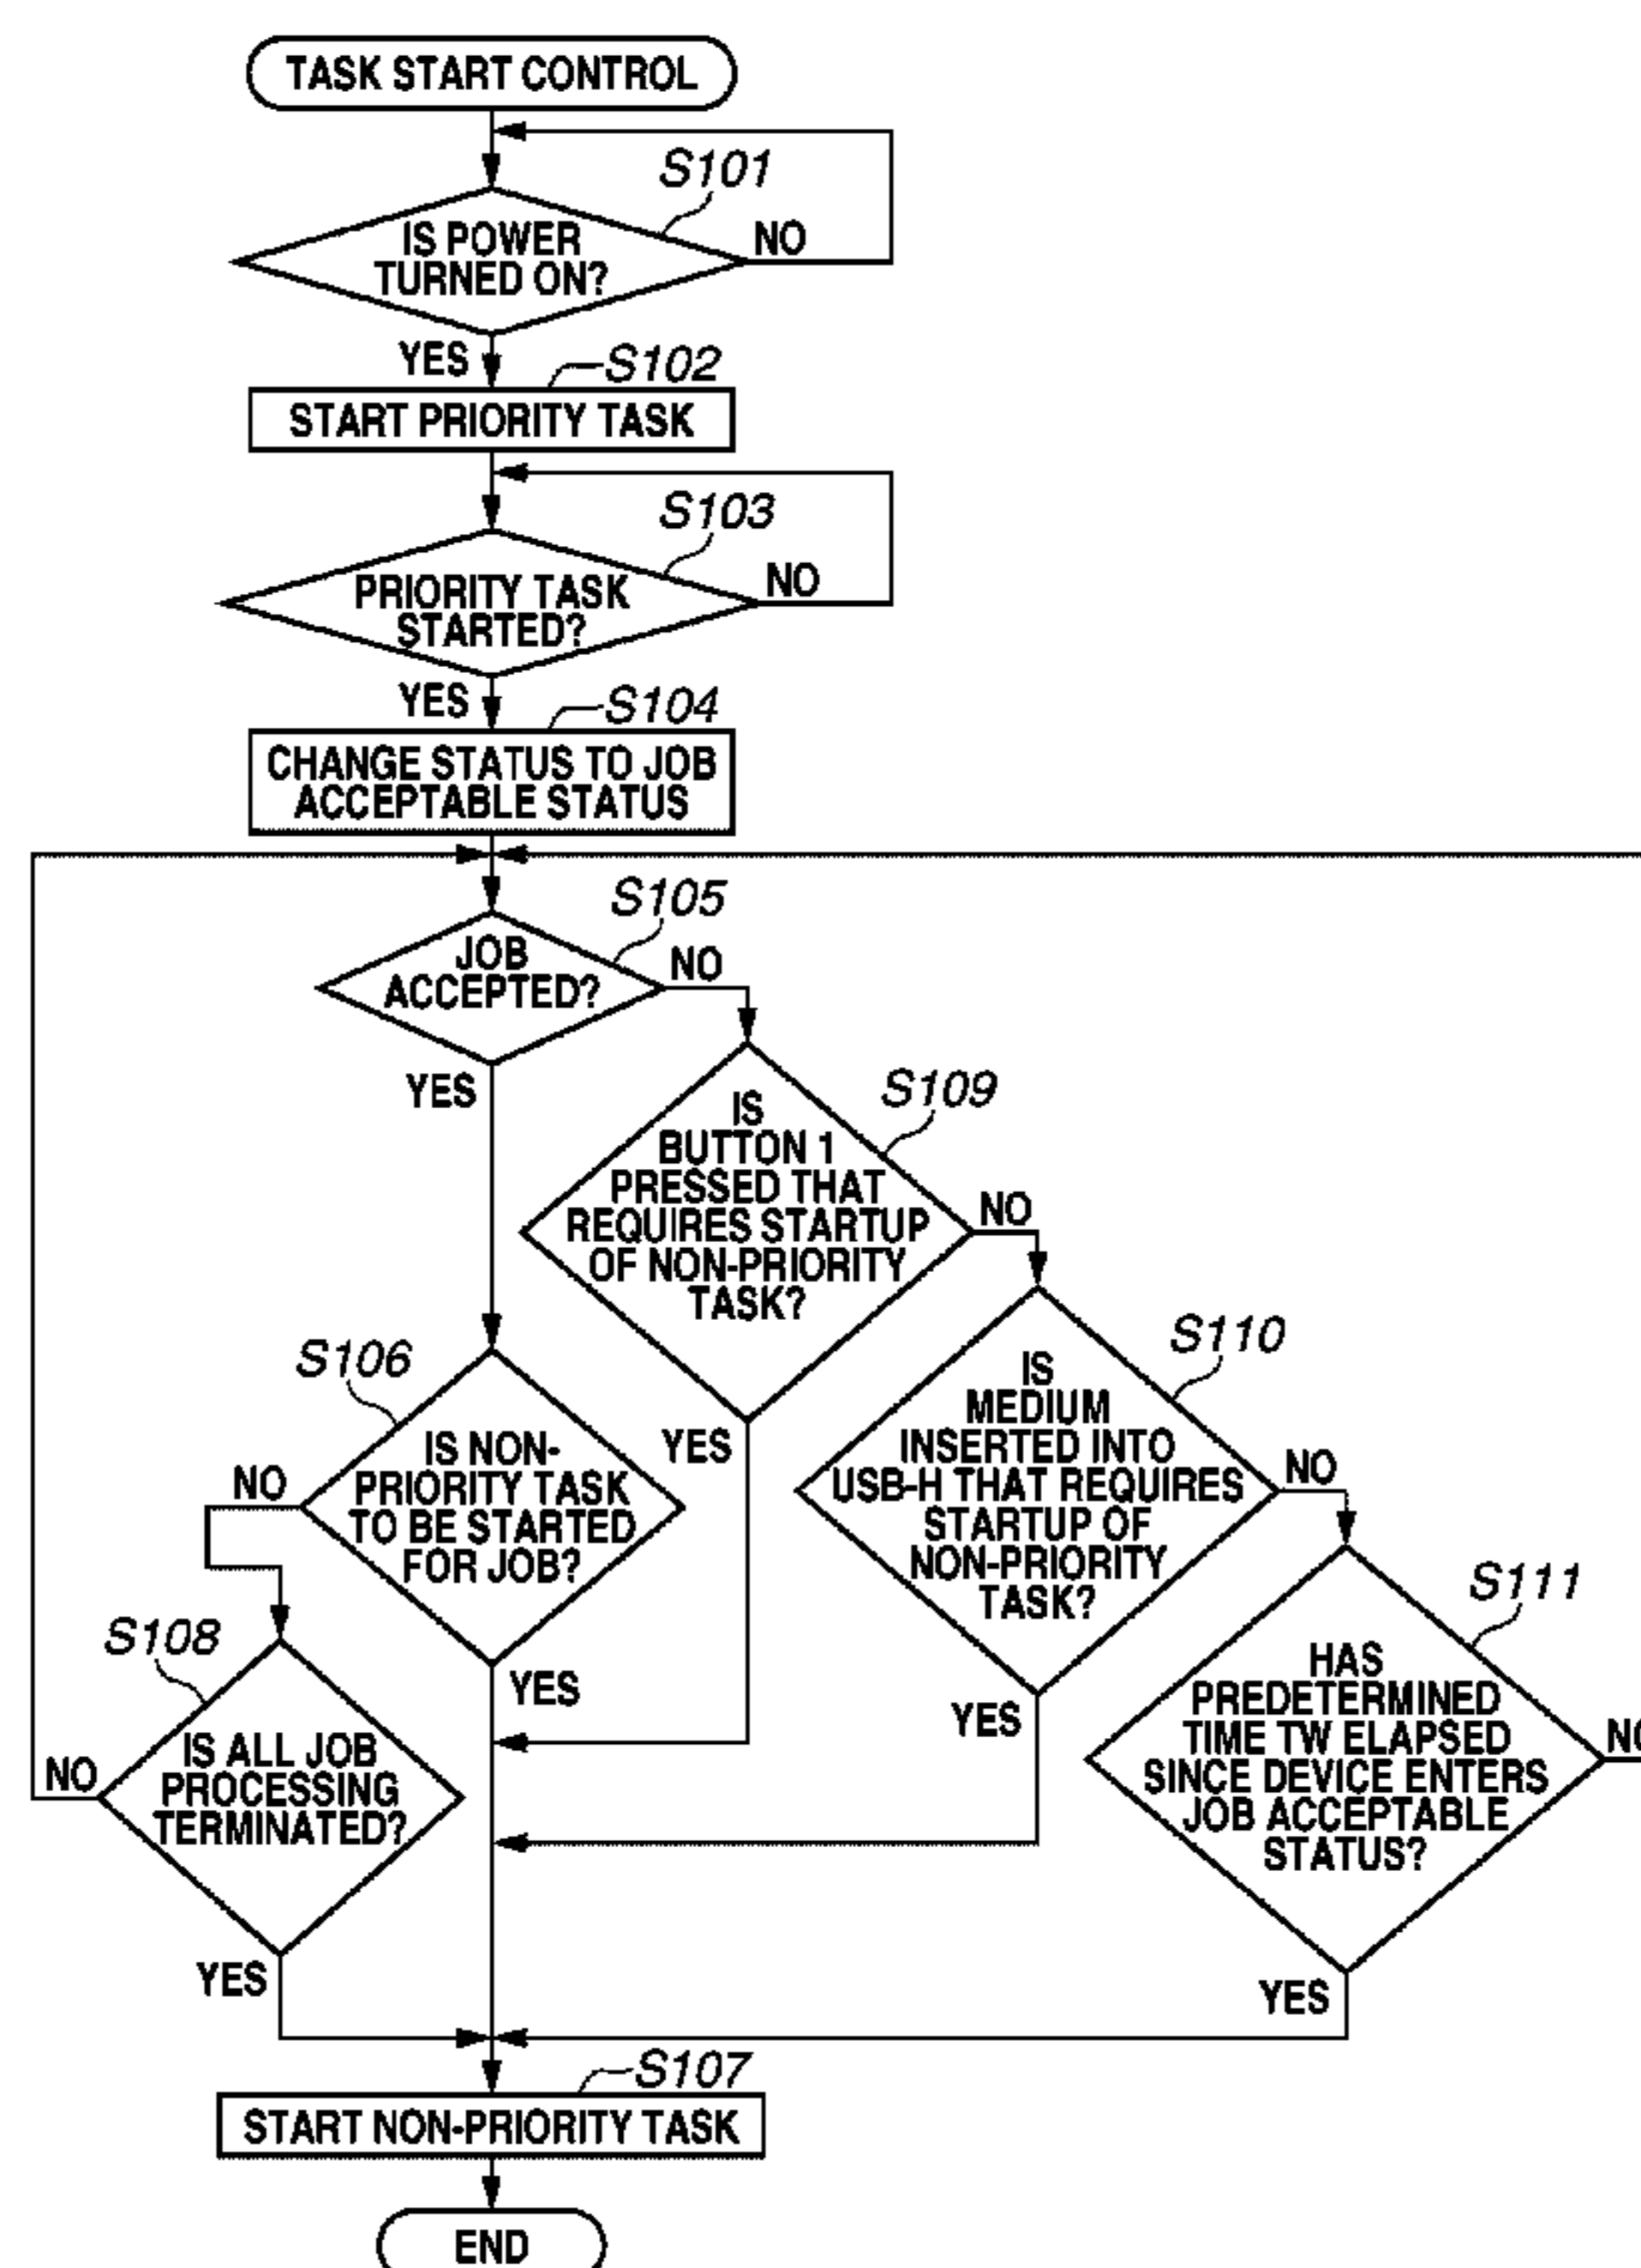 TASK START CONTROL
S101
IS POWER
TURNED ON?
NO
YES
S102
START PRIORITY TASK
S103
PRIORITY TASK
STARTED?
NO
YES
S104
CHANGE STATUS TO JOB
ACCEPTABLE STATUS
S105
JOB
ACCEPTED?
NO
YES
S109
IS
BUTTON 1
PRESSED THAT
REQUIRES STARTUP
OF NON-PRIORITY
TASK?
NO
YES
S106
IS NON-
PRIORITY TASK
TO BE STARTED
FOR JOB?
NO
YES
S110
IS
MEDIUM
INSERTED INTO
USB-H THAT REQUIRES
STARTUP OF
NON-PRIORITY
TASK?
NO
YES
S108
IS ALL JOB
PROCESSING
TERMINATED?
NO
YES
S111
HAS
PREDETERMINED
TIME TW ELAPSED
SINCE DEVICE ENTERS
JOB ACCEPTABLE
STATUS?
NO
YES
S107
START NON-PRIORITY TASK
END